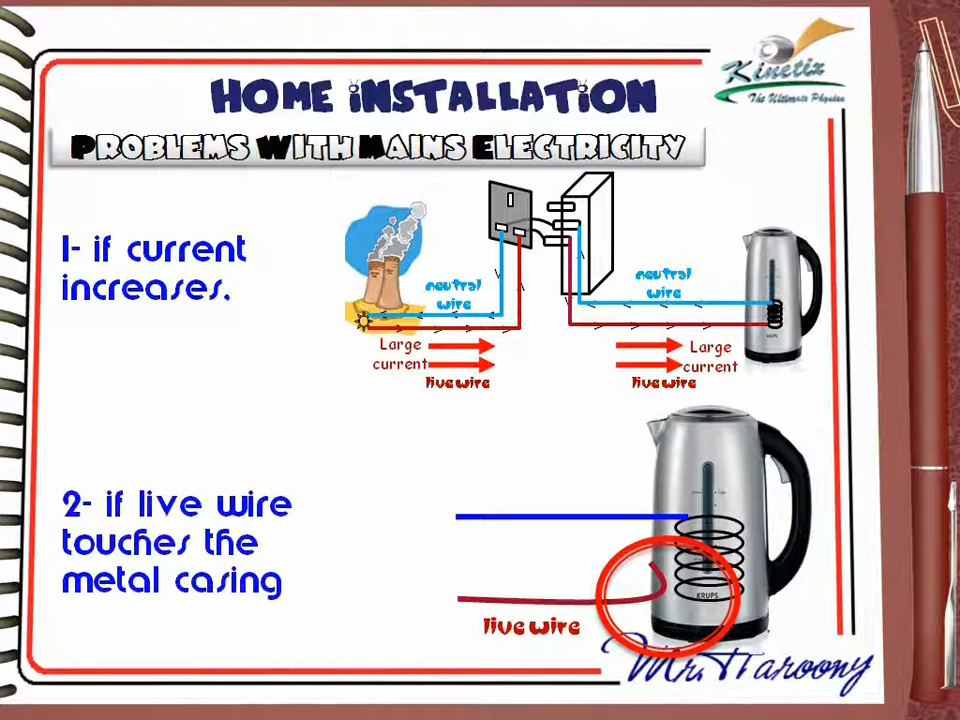 Kinetix
The Ultimate Physics
HOME INSTALLATION
PROBLEMS WITH MAINS ELECTRICITY
1- if current
increases.
neutral
wire
neutral
wire
Large
current
live wire
Large
current
live wire
KRUPS
2- if live wire
touches the
metal casing
KRUPS
live wire
Mr. Haroony